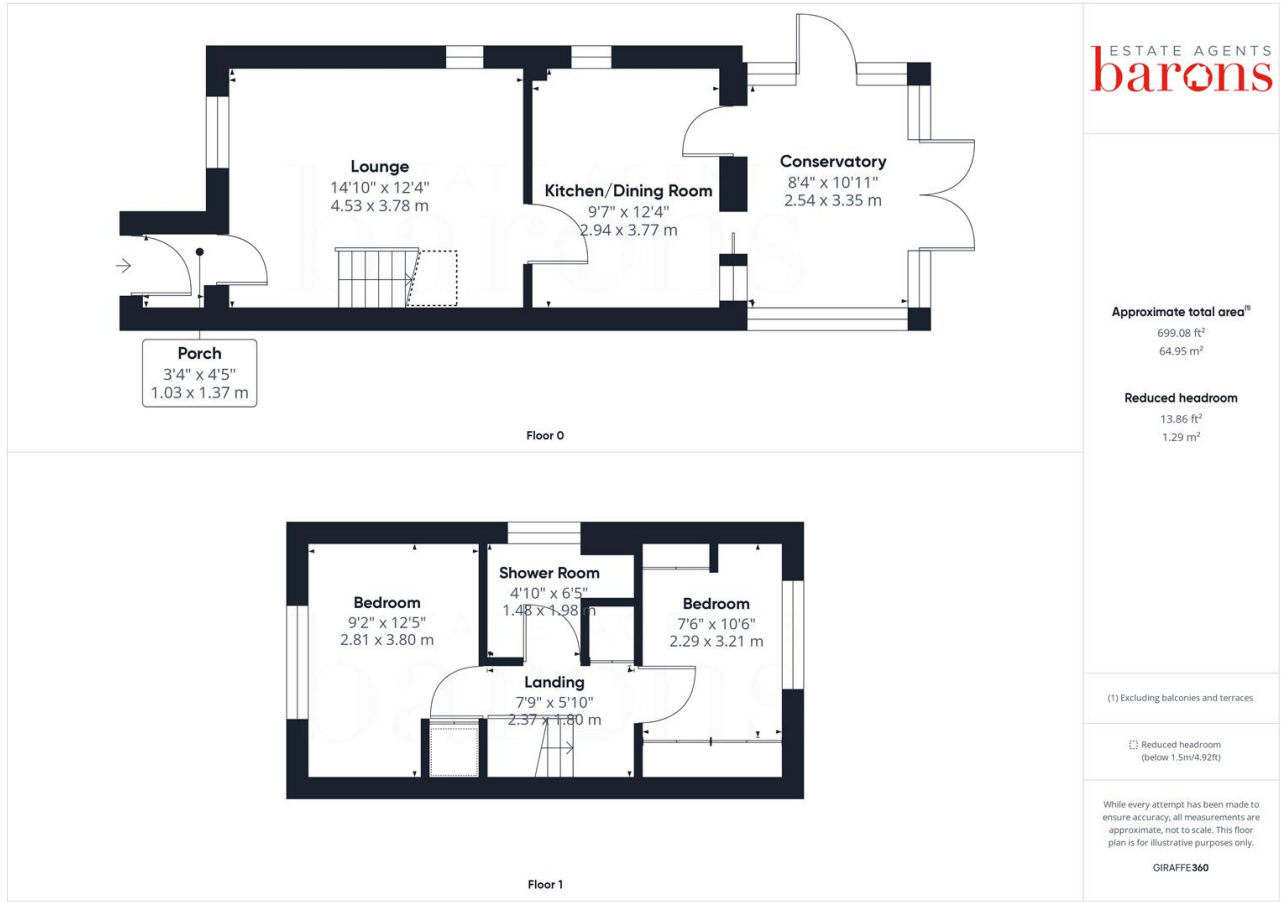 Lounge
14'10" x 12'4"
4.53 x 3.78 m
Kitchen/Dining Room
9'7" x 12'4"
2.94 x 3.77 m
Conservatory
8'4" x 10'11"
2.54 x 3.35 m
Porch
3'4" x 4'5"
1.03 x 1.37 m
Floor 0
Bedroom
9'2" x 12'5"
2.81 x 3.80 m
Shower Room
4'10" x 6'5"
1.48 x 1.98 m
Landing
7'9" x 5'10"
2.37 x 1.80 m
Bedroom
7'6" x 10'6"
2.29 x 3.21 m
Floor 1
ESTATE AGENTS
barons
Approximate total area⁽¹⁾
699.08 ft²
64.95 m²
Reduced headroom
13.86 ft²
1.29 m²
(1) Excluding balconies and terraces
Reduced headroom
(below 1.5m/4.92ft)
While every attempt has been made to
ensure accuracy, all measurements are
approximate, not to scale. This floor
plan is for illustrative purposes only.
GIRAFFE360